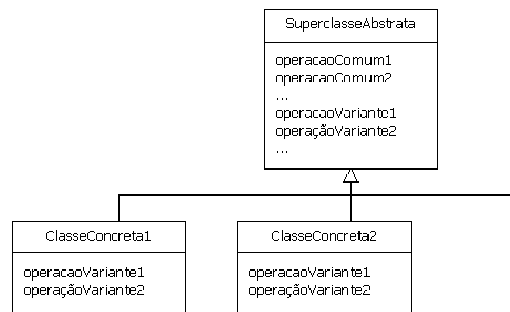 SuperclasseAbstrata
operacaoComum1
operacaoComum2
...
operacaoVariante1
operaçãoVariante2
...
ClasseConcreta1
operacaoVariante1
operaçãoVariante2
ClasseConcreta2
operacaoVariante1
operaçãoVariante2